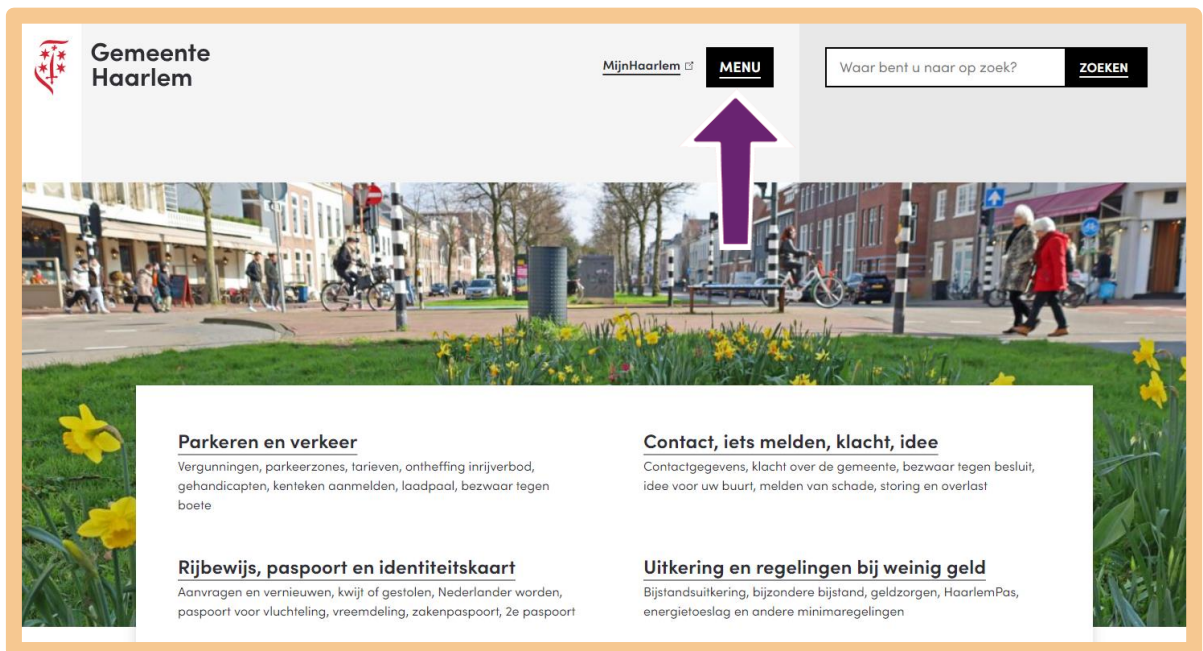 Gemeente
Haarlem
MijnHaarlem
MENU
Waar bent u naar op zoek?
ZOEKEN
Parkeren en verkeer
Vergunningen, parkeerzones, tarieven, ontheffing inrijverbod,
gehandicapten, kenteken aanmelden, laadpaal, bezwaar tegen
boete
Contact, iets melden, klacht, idee
Contactgegevens, klacht over de gemeente, bezwaar tegen besluit,
idee voor uw buurt, melden van schade, storing en overlast
Rijbewijs, paspoort en identiteitskaart
Aanvragen en vernieuwen, kwijt of gestolen, Nederlander worden,
paspoort voor vluchteling, vreemdeling, zakenpaspoort, 2e paspoort
Uitkering en regelingen bij weinig geld
Bijstandsuitkering, bijzondere bijstand, geldzorgen, HaarlemPas,
energietoeslag en andere minimaregelingen